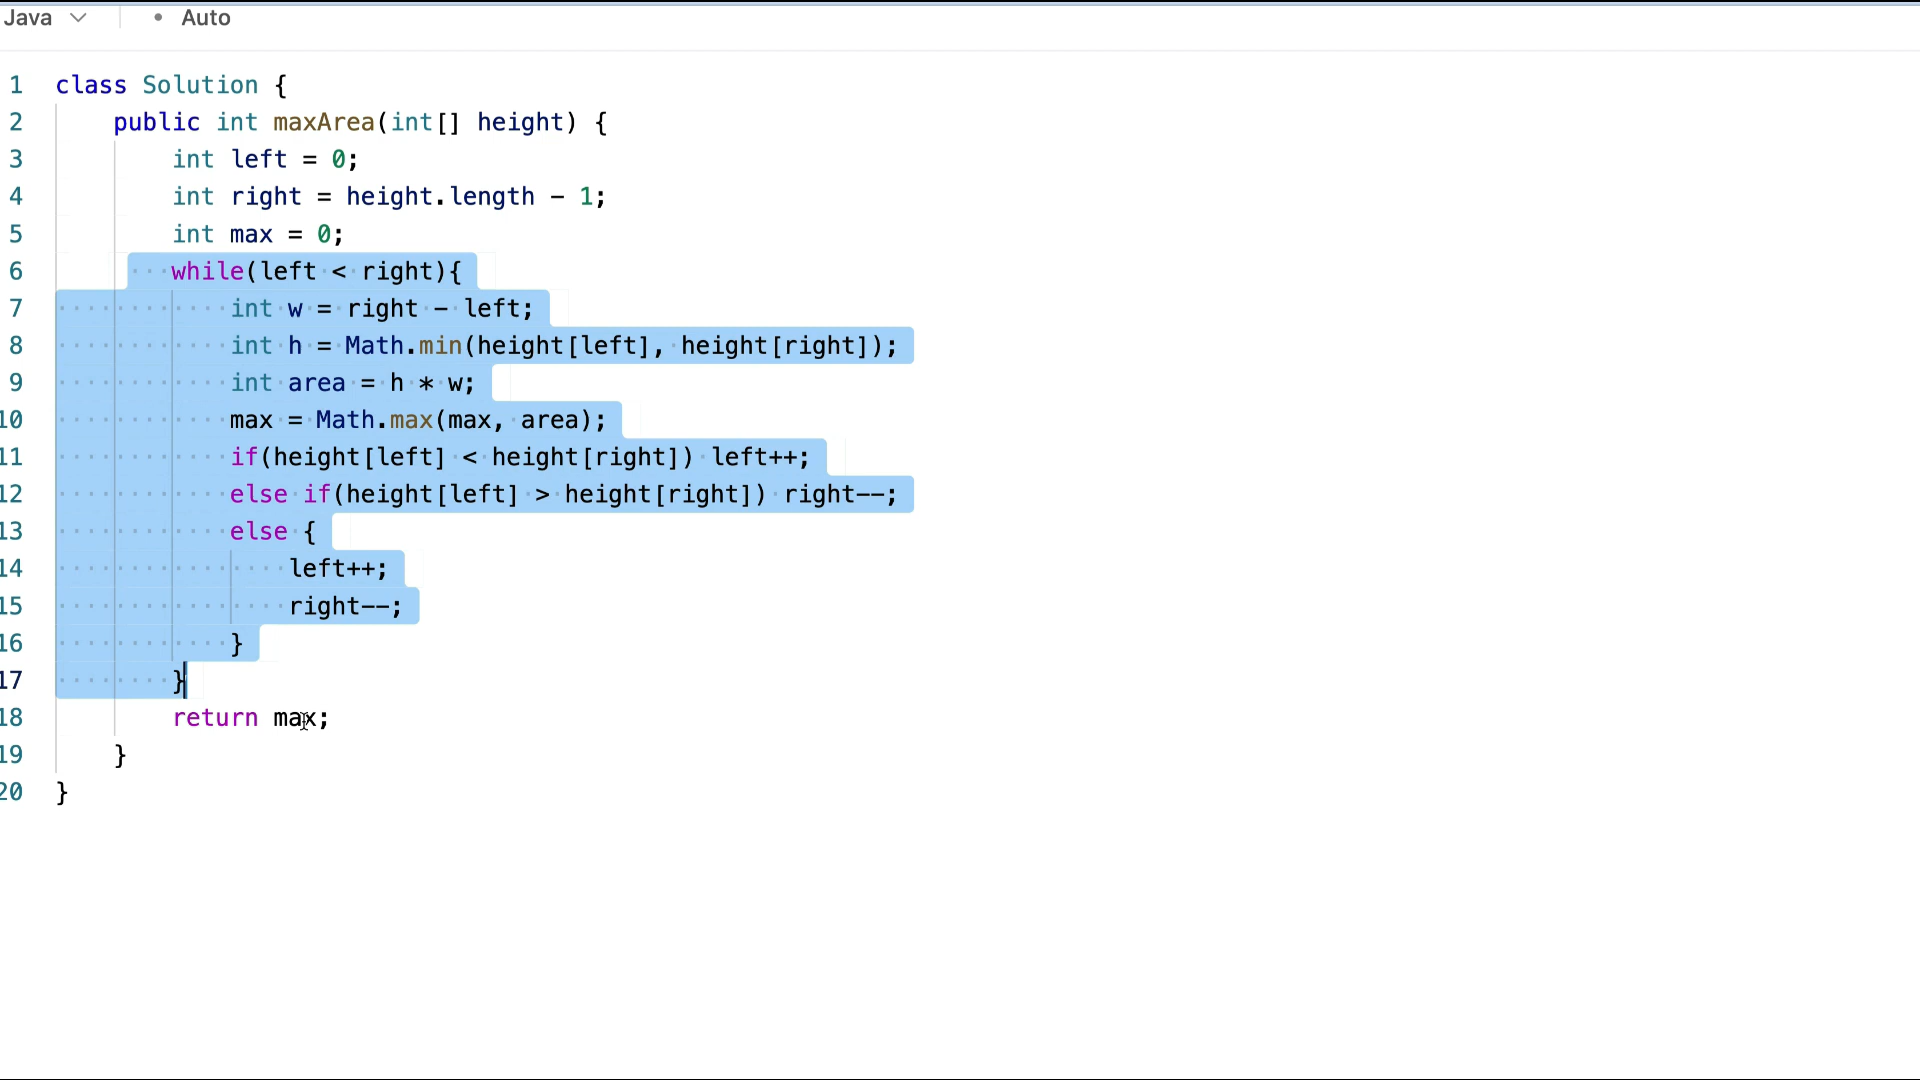 Java • Auto
1 class Solution {
2 public int maxArea(int[] height) {
3 int left = 0;
4 int right = height.length - 1;
5 int max = 0;
6 while(left < right){
7 int w = right - left;
8 int h = Math.min(height[left], height[right]);
9 int area = h * w;
10 max = Math.max(max, area);
11 if(height[left] < height[right]) left++;
12 else if(height[left] > height[right]) right--;
13 else {
14 left++;
15 right--;
16 }
17 }
18 return max;
19 }
20 }